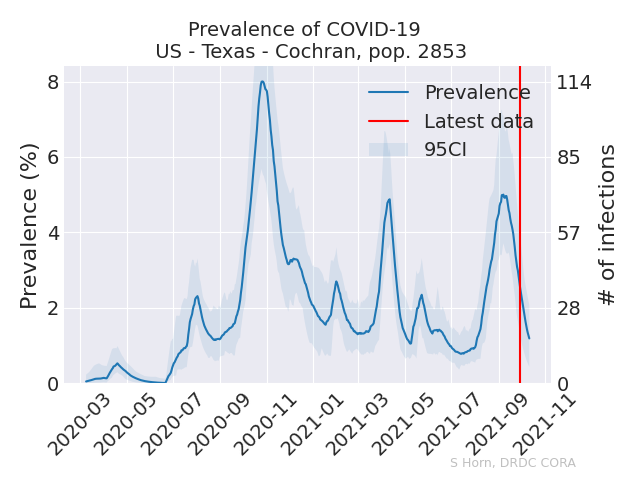 Prevalence of COVID-19
US - Texas - Cochran, pop. 2853
Prevalence (%)
8
6
4
2
0
Prevalence
Latest data
95CI
114
85
57
28
0
# of infections
2020-03
2020-05
2020-07
2020-09
2020-11
2021-01
2021-03
2021-05
2021-07
2021-09
2021-11
S Horn, DRDC CORA